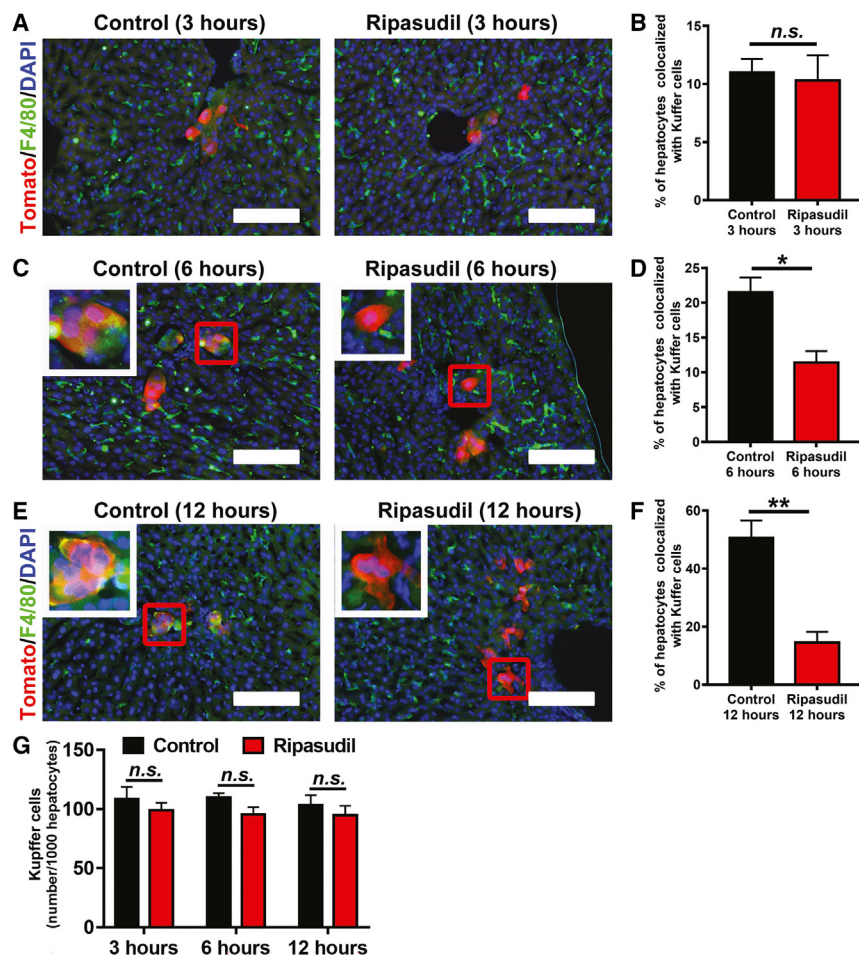 A
Control (3 hours)
Ripasudil (3 hours)
Tomato/F4/80/DAPI
B
% of hepatocytes colocalized
with Kuffer cells
15
10
5
0
n.s.
Control
3 hours
Ripasudil
3 hours
C
Control (6 hours)
Ripasudil (6 hours)
D
% of hepatocytes colocalized
with Kuffer cells
25
20
15
10
5
0
*
Control
6 hours
Ripasudil
6 hours
E
Control (12 hours)
Ripasudil (12 hours)
Tomato/F4/80/DAPI
F
% of hepatocytes colocalized
with Kuffer cells
60
40
20
0
**
Control
12 hours
Ripasudil
12 hours
G
Kupffer cells
(number/1000 hepatocytes)
150
100
50
0
Control
Ripasudil
n.s.
n.s.
n.s.
3 hours
6 hours
12 hours